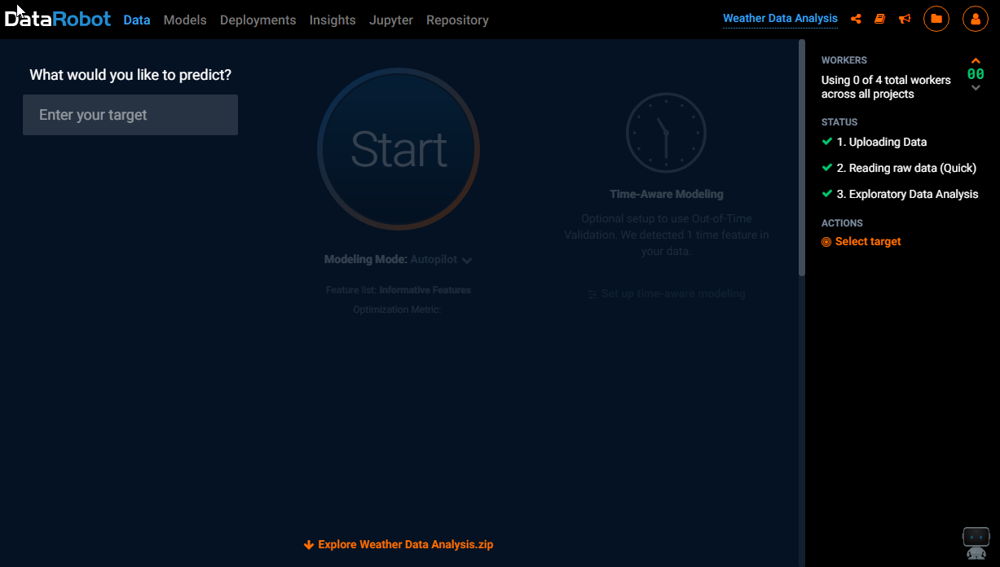 DataRobot Data Models Deployments Insights Jupyter Repository Weather Data Analysis
What would you like to predict?
Enter your target
Start
Modeling Mode: Autopilot
Feature list: Informative Features
Optimization Metric:
Time-Aware Modeling
Optional setup to use Out-of-Time
Validation. We detected 1 time feature in
your data.
Set up time-aware modeling
Explore Weather Data Analysis.zip
WORKERS
Using 0 of 4 total workers
across all projects
00
STATUS
1. Uploading Data
2. Reading raw data (Quick)
3. Exploratory Data Analysis
ACTIONS
Select target